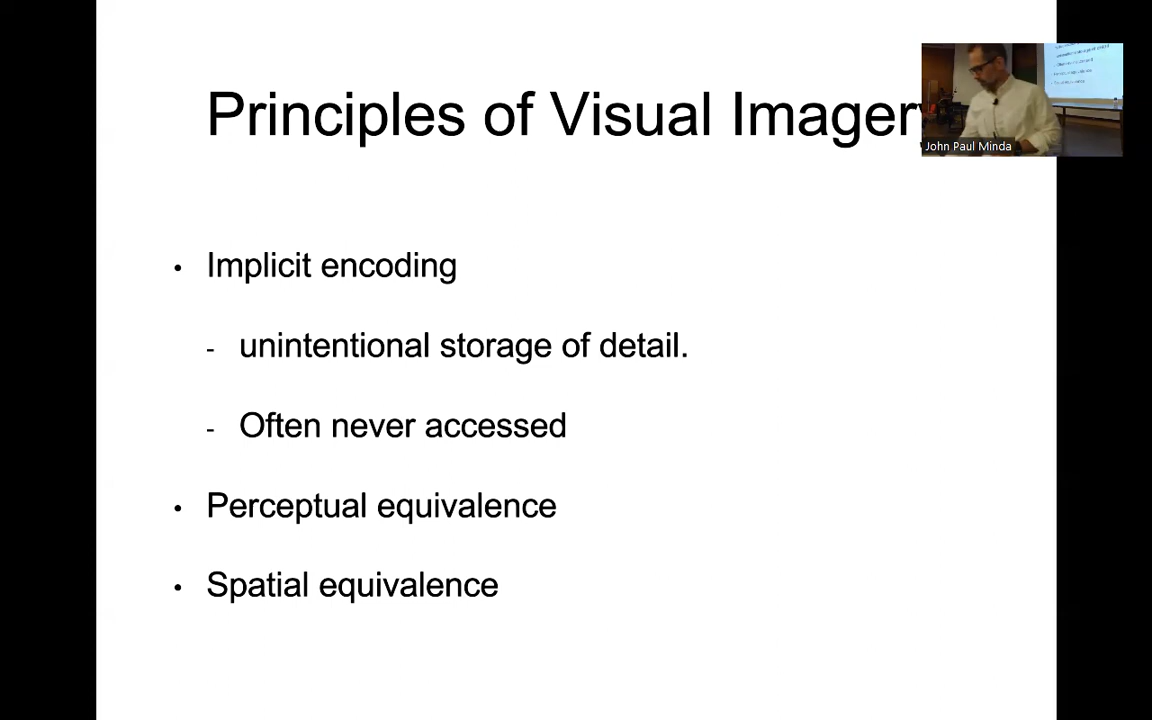 Principles of Visual Imagery
John Paul Minda
• Implicit encoding
- unintentional storage of detail.
- Often never accessed
• Perceptual equivalence
• Spatial equivalence